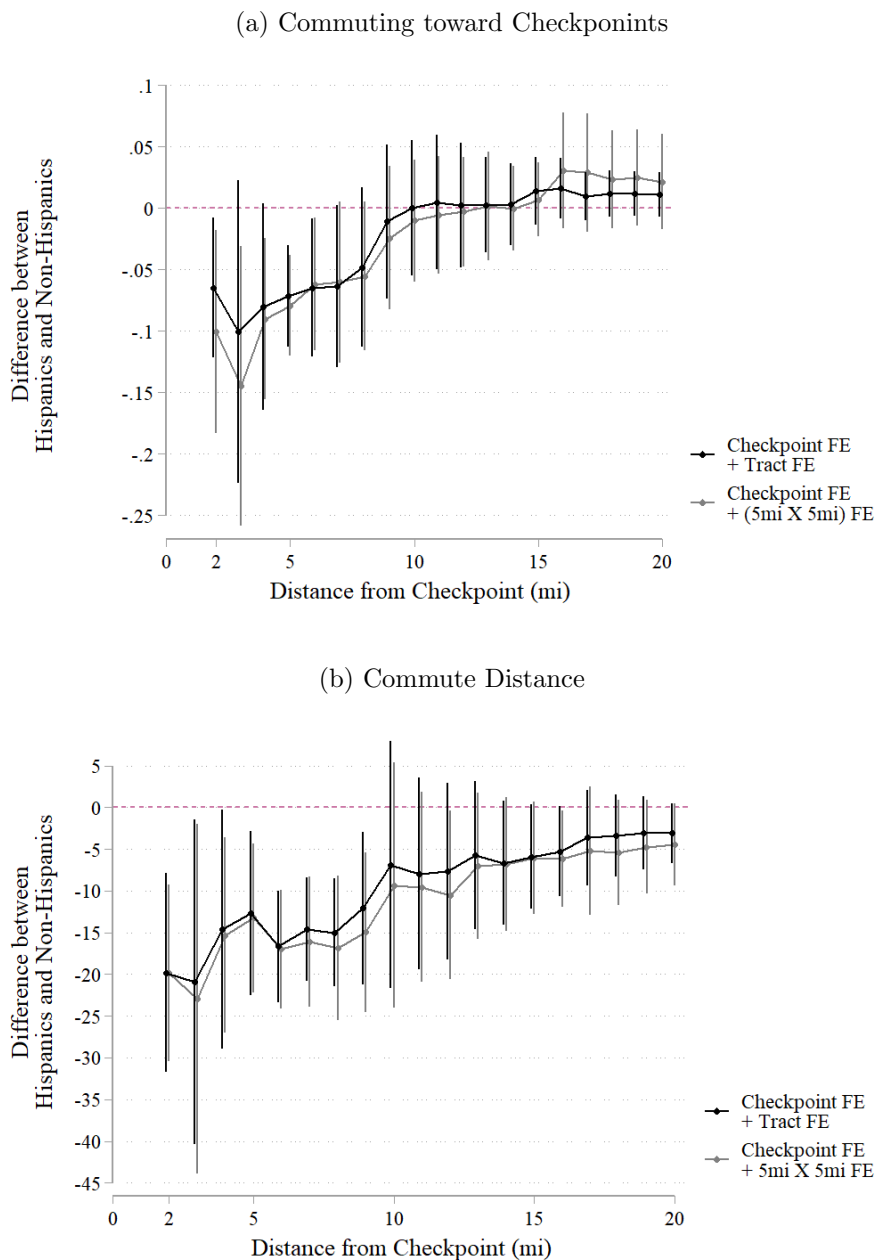 (a) Commuting toward Checkponints
Difference between
Hispanics and Non-Hispanics
.1
.05
0
-.05
-.1
-.15
-.2
-.25
0
2
5
10
15
20
Distance from Checkpoint (mi)
Checkpoint FE
+ Tract FE
Checkpoint FE
+ (5mi X 5mi) FE
(b) Commute Distance
Difference between
Hispanics and Non-Hispanics
5
0
-5
-10
-15
-20
-25
-30
-35
-40
-45
0
2
5
10
15
20
Distance from Checkpoint (mi)
Checkpoint FE
+ Tract FE
Checkpoint FE
+ 5mi X 5mi FE